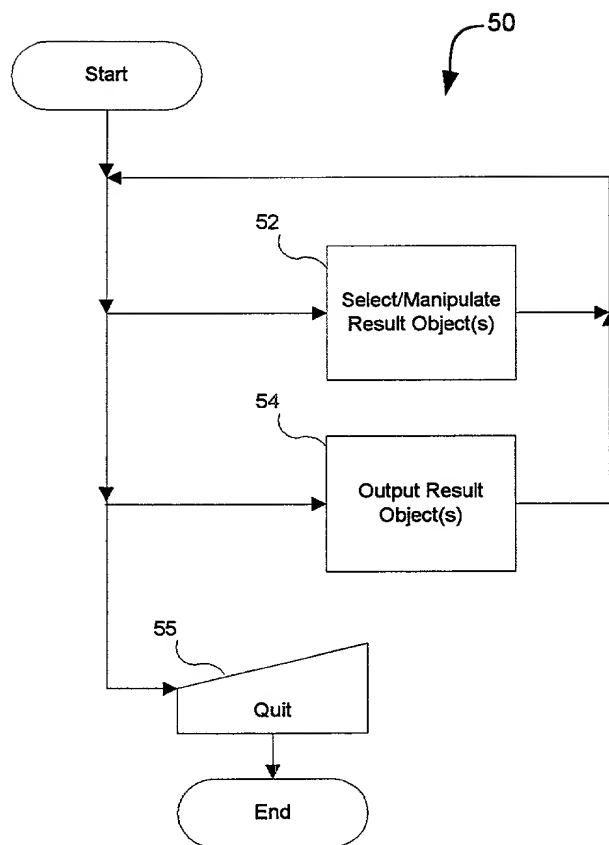 50
Start
52
Select/Manipulate
Result Object(s)
54
Output Result
Object(s)
55
Quit
End